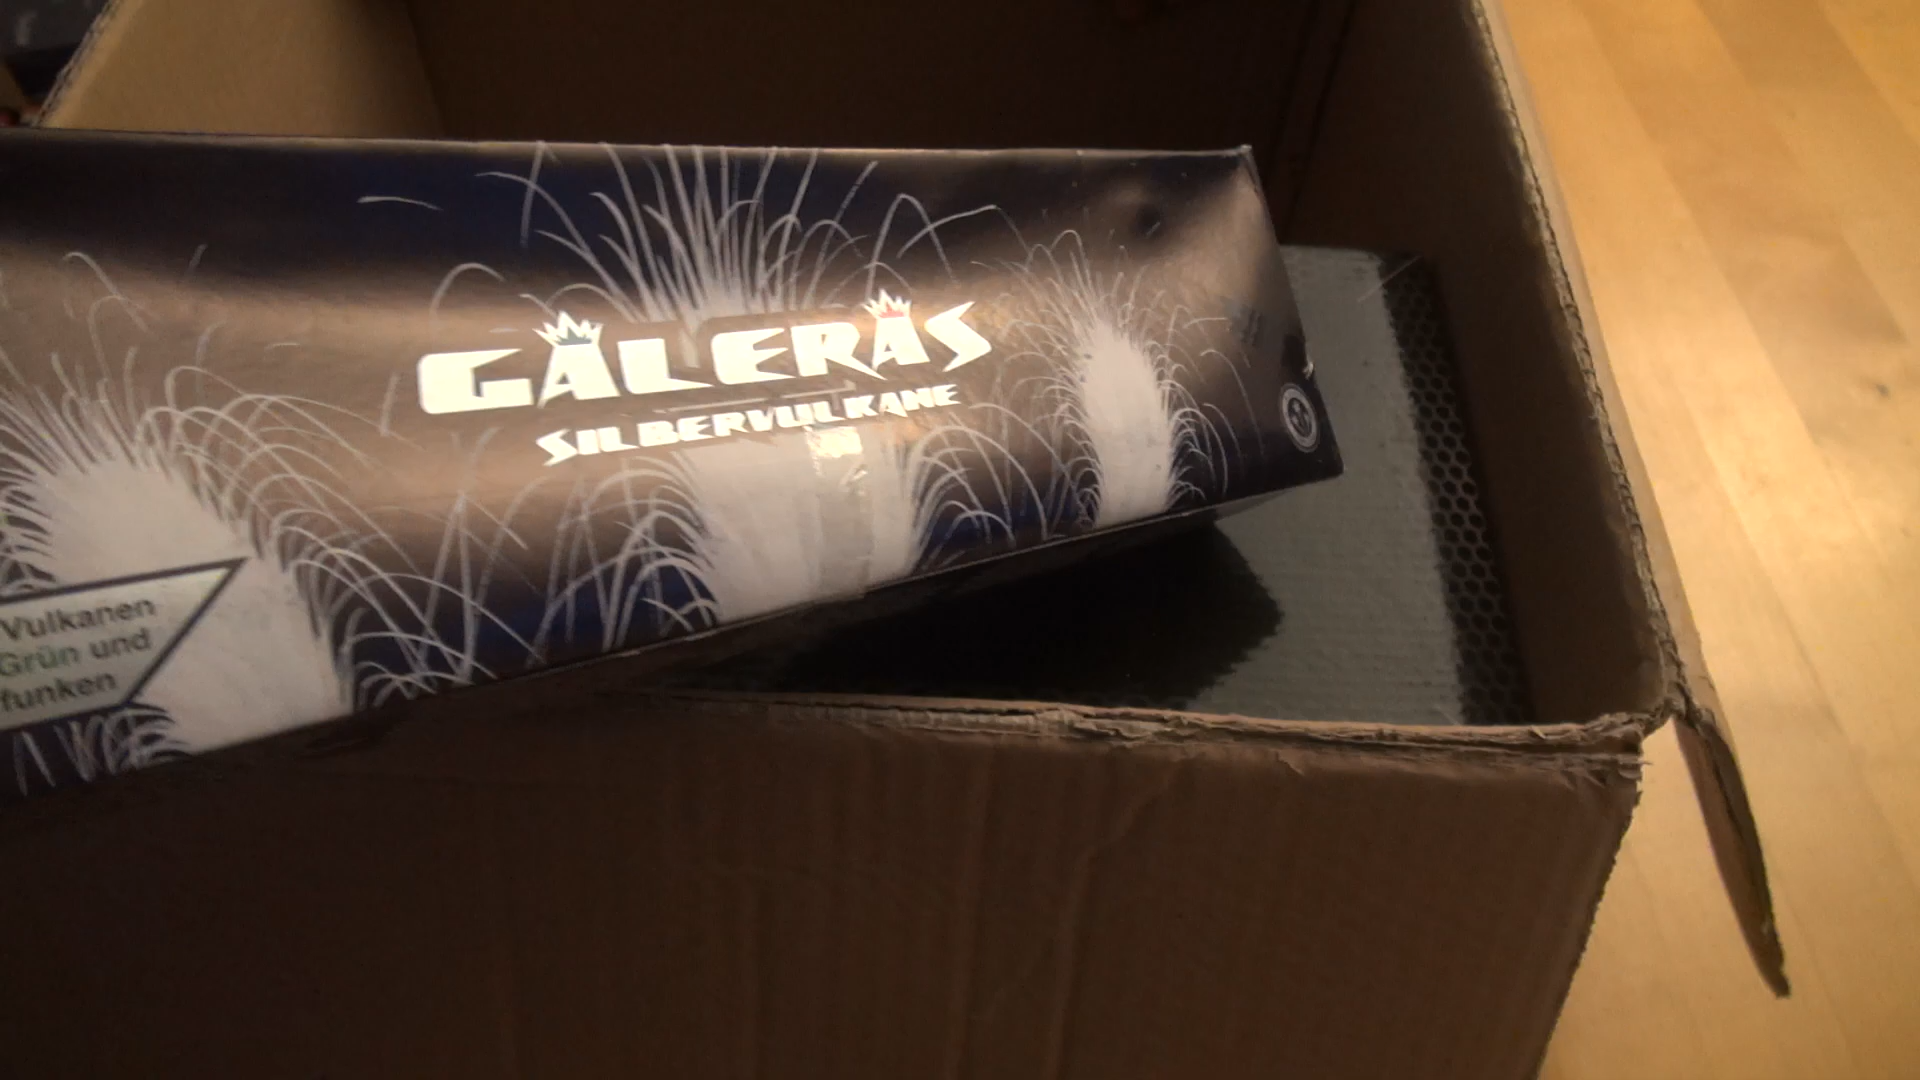 GALERAS
SILBERVULKANE
Vulkanen
Grün und
funken